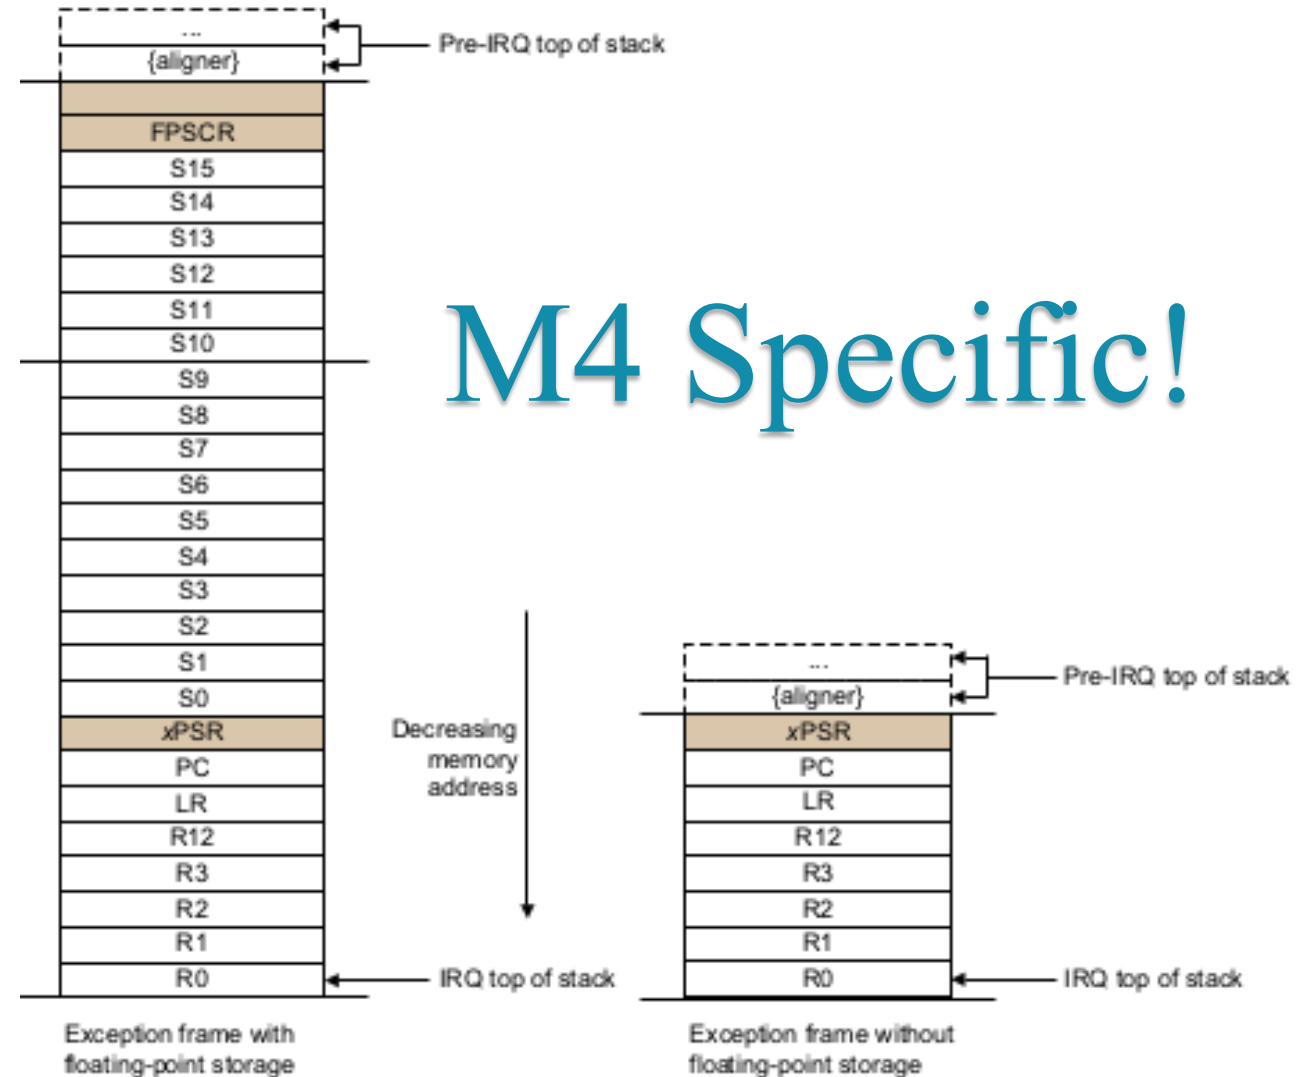 ...
{aligner}
Pre-IRQ top of stack
FPSCR
S15
S14
S13
S12
S11
S10
S9
S8
S7
S6
S5
S4
S3
S2
S1
S0
xPSR
PC
LR
R12
R3
R2
R1
R0
IRQ top of stack
Exception frame with
floating-point storage
M4 Specific!
Decreasing
memory
address
...
{aligner}
Pre-IRQ top of stack
xPSR
PC
LR
R12
R3
R2
R1
R0
IRQ top of stack
Exception frame without
floating-point storage